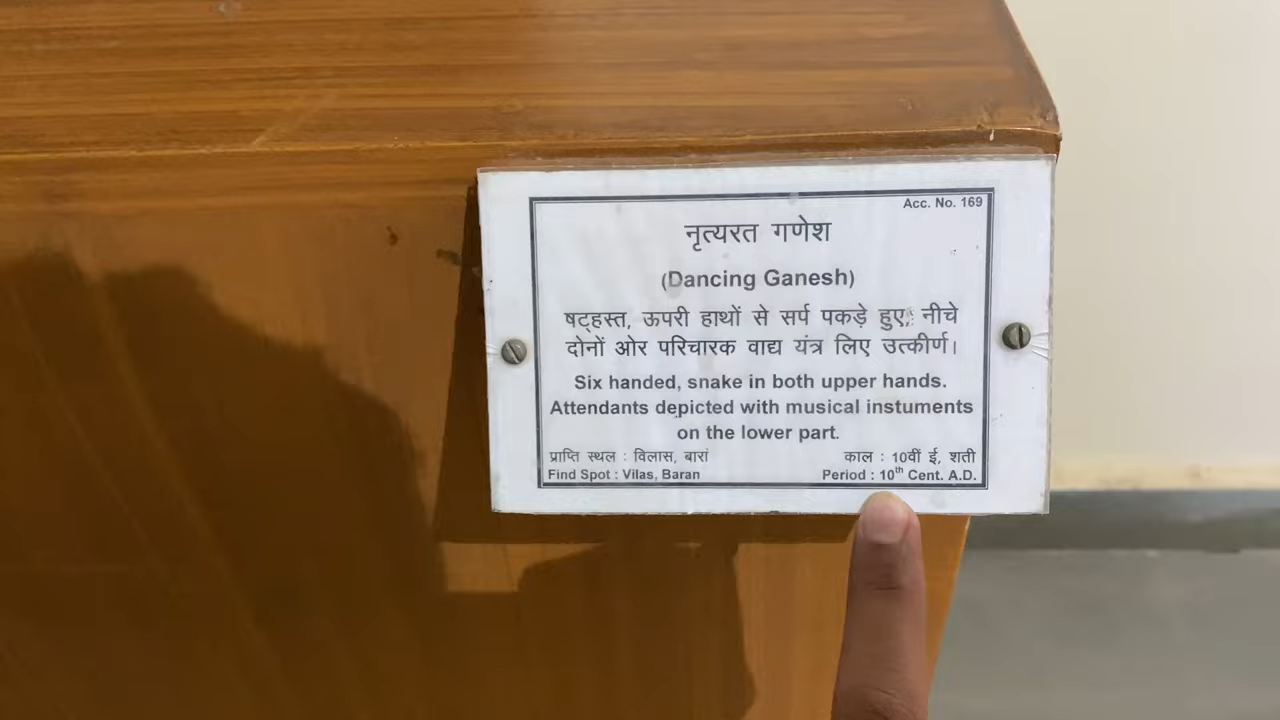 Acc. No. 169
नृत्यरत गणेश
(Dancing Ganesh)
षट्हस्त, ऊपरी हाथों से सर्प पकड़े हुए, नीचे
दोनों ओर परिचारक वाद्य यंत्र लिए उत्कीर्ण।
Six handed, snake in both upper hands.
Attendants depicted with musical instuments
on the lower part.
प्राप्ति स्थल : विलास, बारां काल : 10वीं ई, शती
Find Spot : Vilas, Baran Period : 10th Cent. A.D.